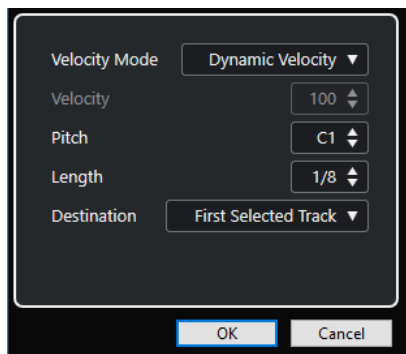 Velocity Mode Dynamic Velocity
Velocity 100
Pitch C1
Length 1/8
Destination First Selected Track
OK Cancel